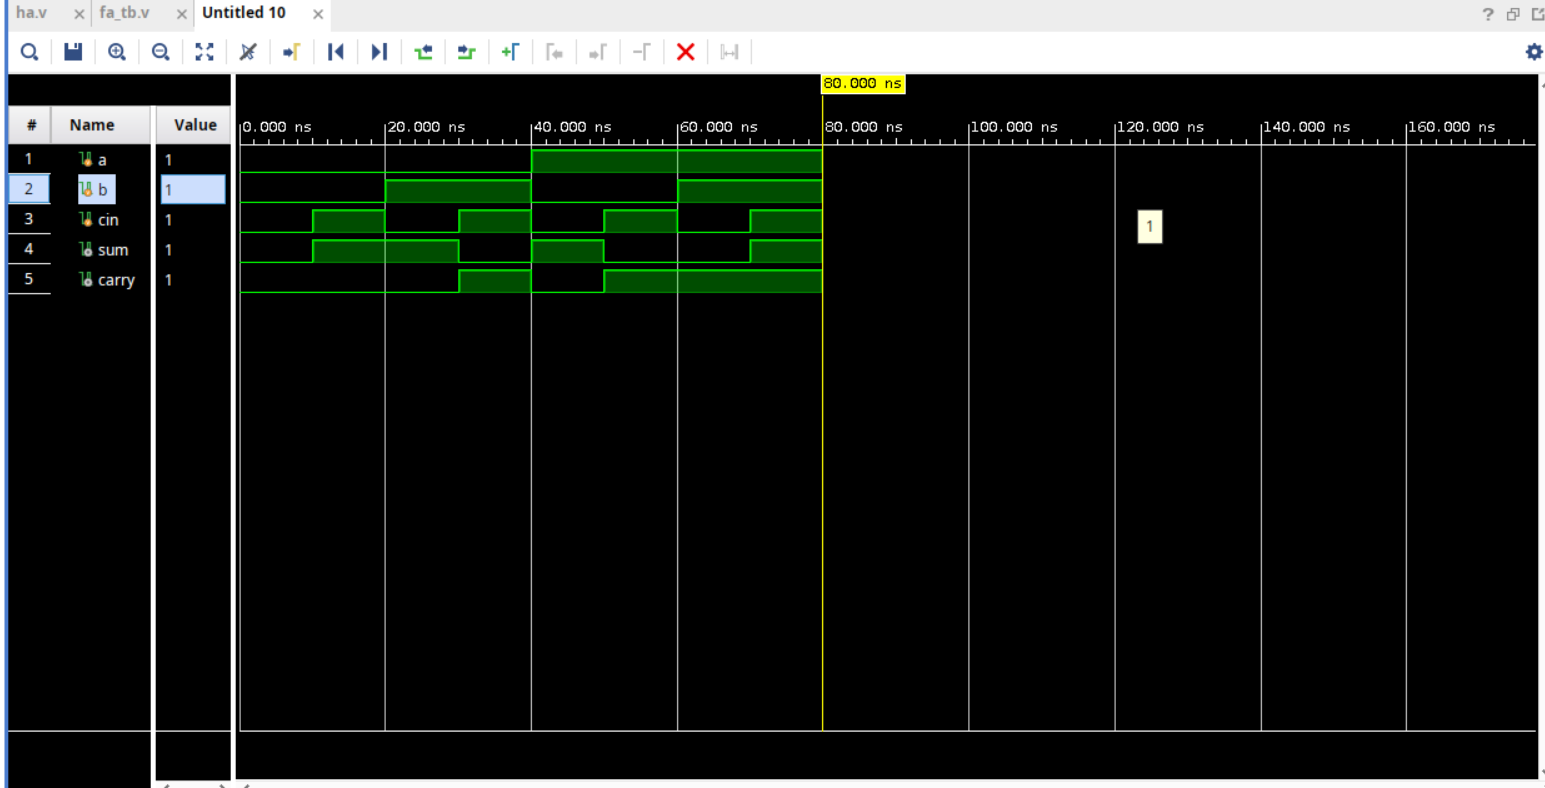 ha.v × fa_tb.v × Untitled 10 ×
?
80.000 ns
# Name Value
0.000 ns 20.000 ns 40.000 ns 60.000 ns 80.000 ns 100.000 ns 120.000 ns 140.000 ns 160.000 ns
1 a 1
2 b 1
3 cin 1
1
4 sum 1
5 carry 1